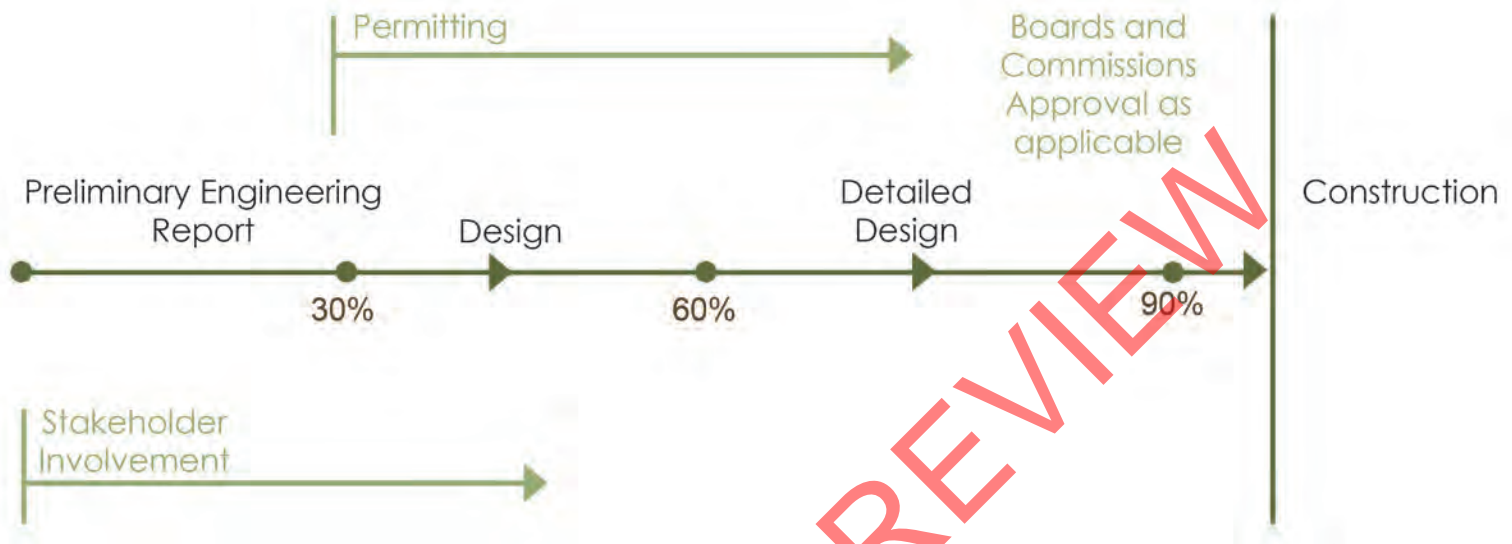 Permitting
Boards and
Commissions
Approval as
applicable
Preliminary Engineering
Report
Design
Detailed
Design
Construction
30%
60%
90%
Stakeholder
Involvement
REVIEW